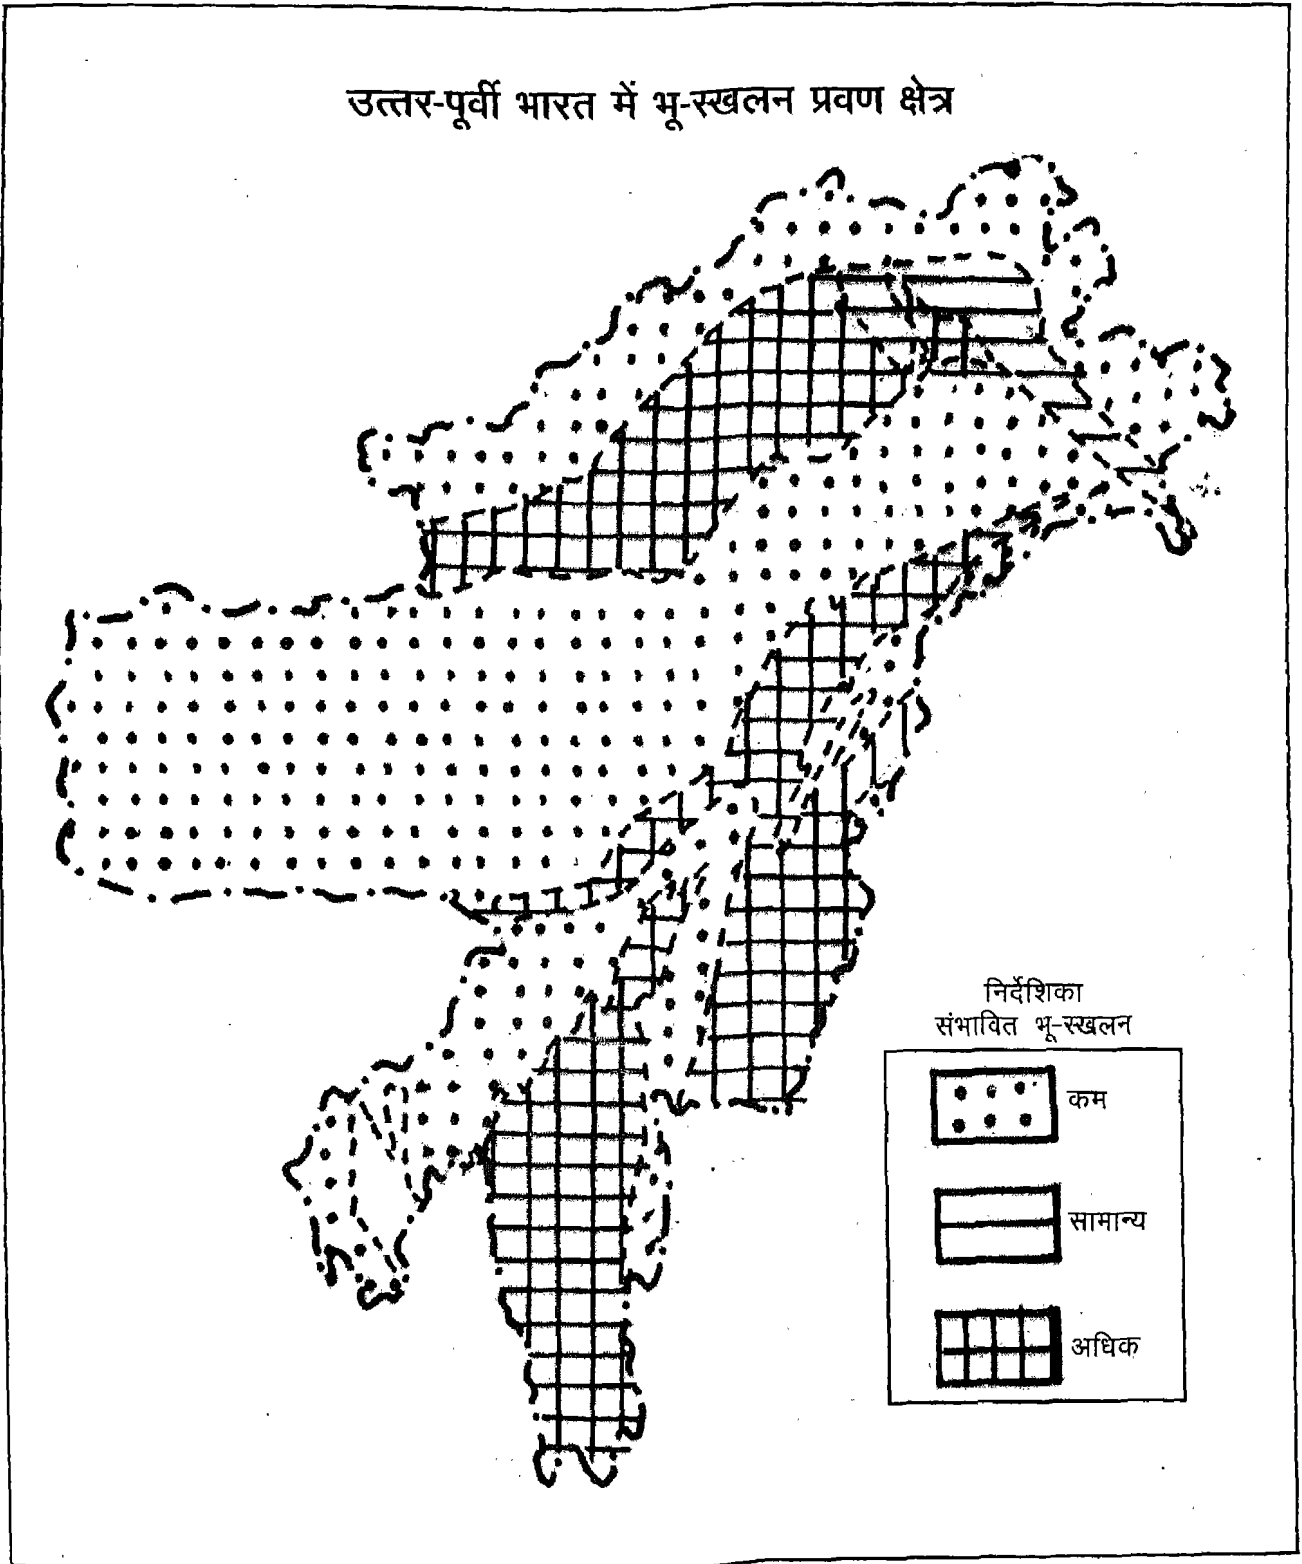 उत्तर-पूर्वी भारत में भू-स्खलन प्रवण क्षेत्र
निर्देशिका
संभावित भू-स्खलन
कम
सामान्य
अधिक